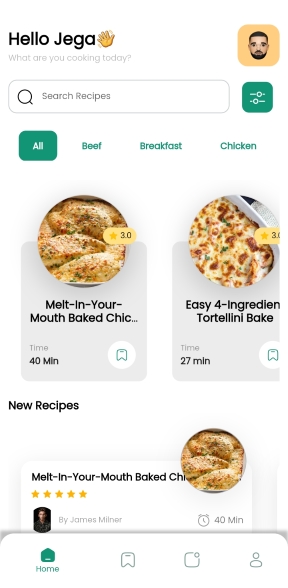 Hello Jega👋
What are you cooking today?
Search Recipes
All Beef Breakfast Chicken
3.0
Melt-In-Your-
Mouth Baked Chic...
Time
40 Min
3.0
Easy 4-Ingredien
Tortellini Bake
Time
27 min
New Recipes
Melt-In-Your-Mouth Baked Chi
By James Milner
40 Min
Home